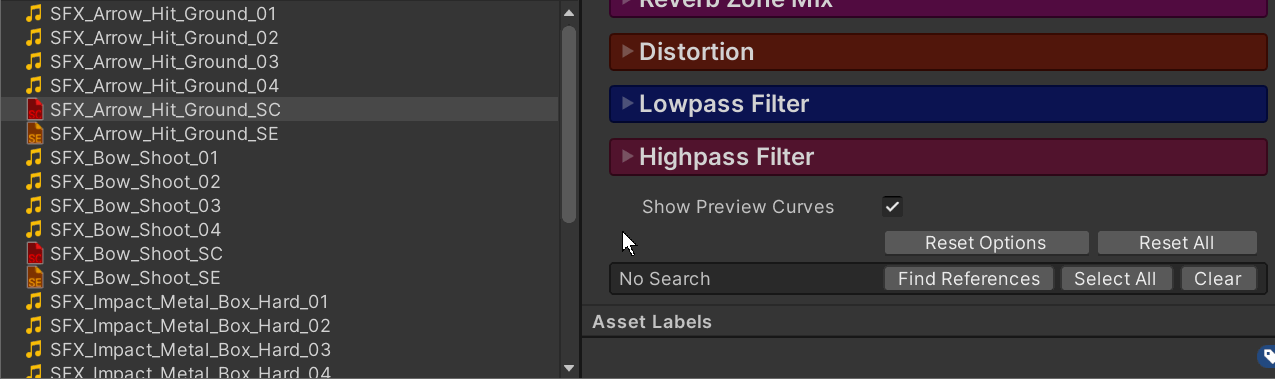 SFX_Arrow_Hit_Ground_01
SFX_Arrow_Hit_Ground_02
SFX_Arrow_Hit_Ground_03
SFX_Arrow_Hit_Ground_04
SC SFX_Arrow_Hit_Ground_SC
SE SFX_Arrow_Hit_Ground_SE
SFX_Bow_Shoot_01
SFX_Bow_Shoot_02
SFX_Bow_Shoot_03
SFX_Bow_Shoot_04
SC SFX_Bow_Shoot_SC
SE SFX_Bow_Shoot_SE
SFX_Impact_Metal_Box_Hard_01
SFX_Impact_Metal_Box_Hard_02
SFX_Impact_Metal_Box_Hard_03
SFX_Impact_Metal_Box_Hard_04
Reverb Zone Mix
Distortion
Lowpass Filter
Highpass Filter
Show Preview Curves
Reset Options Reset All
No Search Find References Select All Clear
Asset Labels